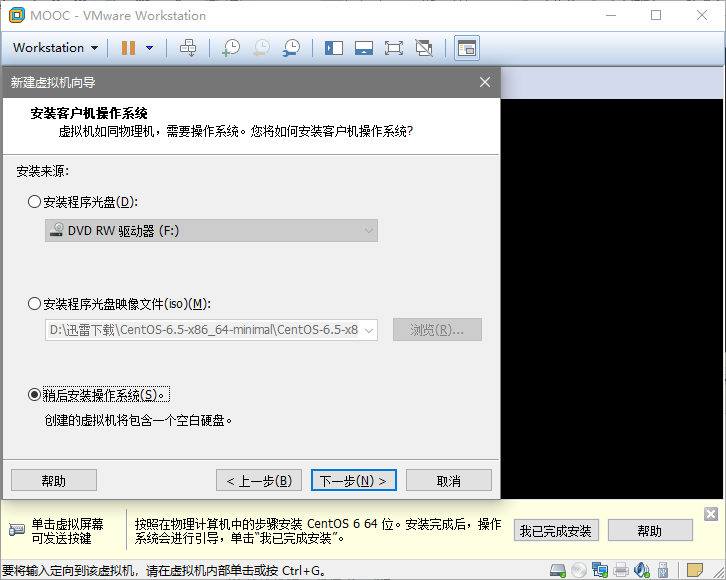 MOOC - VMware Workstation
Workstation
新建虚拟机向导
安装客户机操作系统
虚拟机如同物理机，需要操作系统。您将如何安装客户机操作系统?
安装来源:
安装程序光盘(D):
DVD RW 驱动器 (F:)
安装程序光盘映像文件(iso)(M):
D:\迅雷下载\CentOS-6.5-x86_64-minimal\CentOS-6.5-x8
浏览(R)...
稍后安装操作系统(S)。
创建的虚拟机将包含一个空白硬盘。
帮助
< 上一步(B)
下一步(N) >
取消
单击虚拟屏幕
可发送按键
按照在物理计算机中的步骤安装 CentOS 6 64 位。安装完成后，操作
系统会进行引导，单击“我已完成安装”。
我已完成安装
帮助
要将输入定向到该虚拟机，请在虚拟机内部单击或按 Ctrl+G。